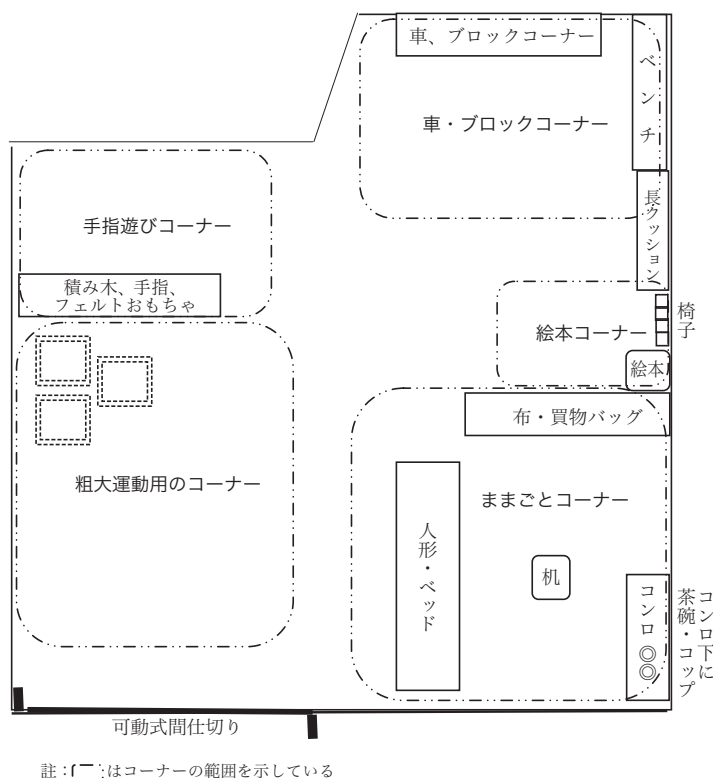 車、ブロックコーナー
ベンチ
車・ブロックコーナー
長クッション
手指遊びコーナー
積み木、手指、
フェルトおもちゃ
椅子
絵本コーナー
絵本
布・買物バッグ
粗大運動用のコーナー
ままごとコーナー
人形・ベッド
机
コンロ◎◎
コンロ下に
茶碗・コップ
可動式間仕切り
註：はコーナーの範囲を示している